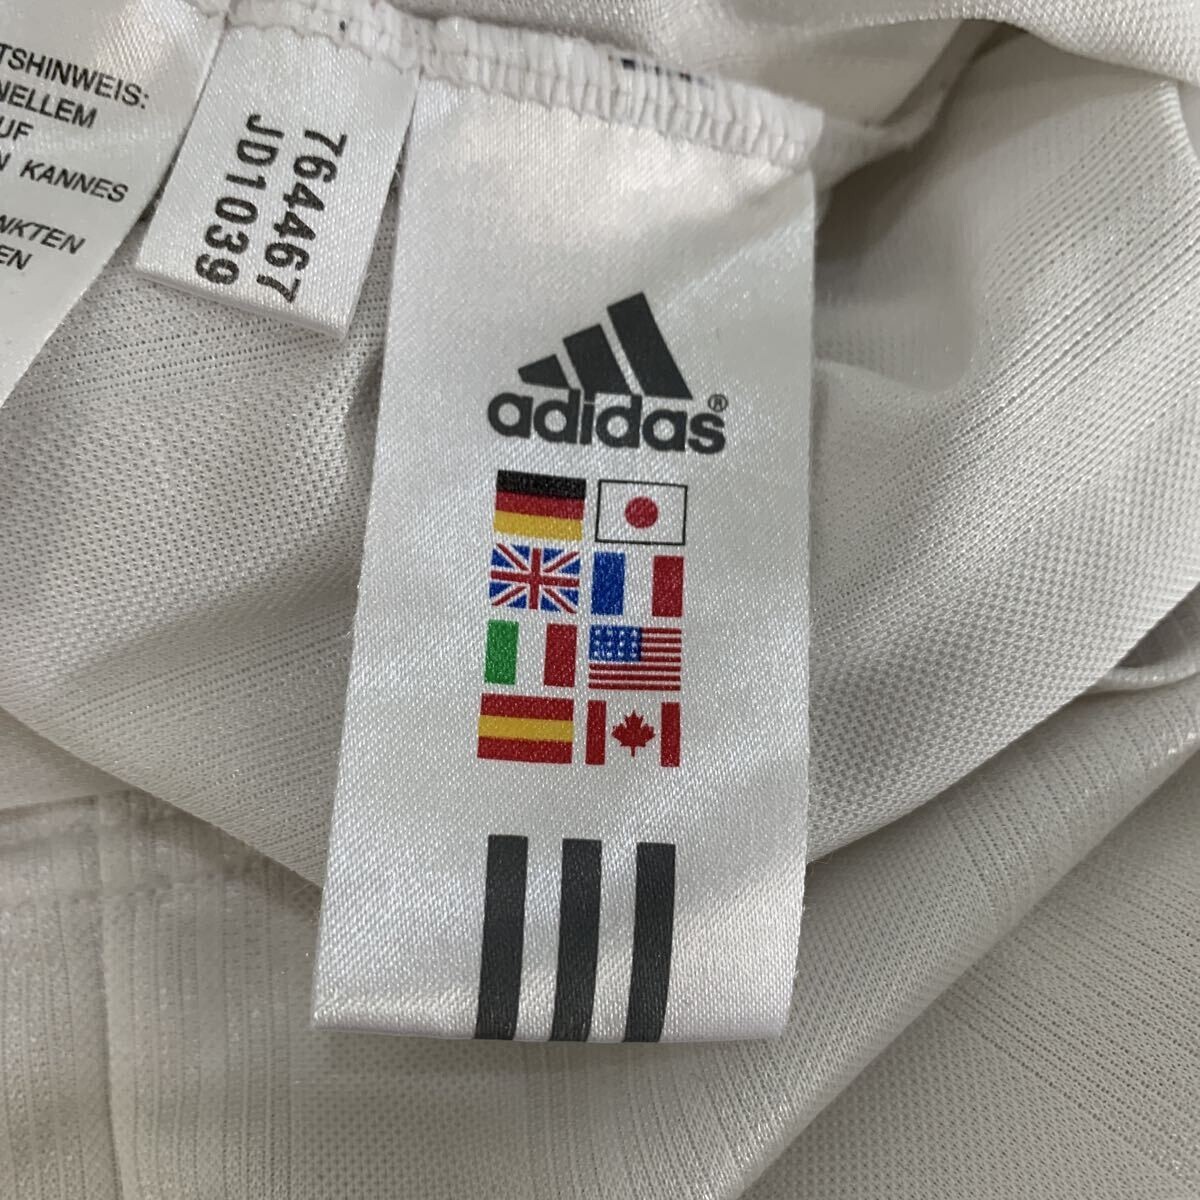 TSHINWEIS:
NELLEM
UF
N KANNES
NKTEN
EN
764467
JD1039
adidas®